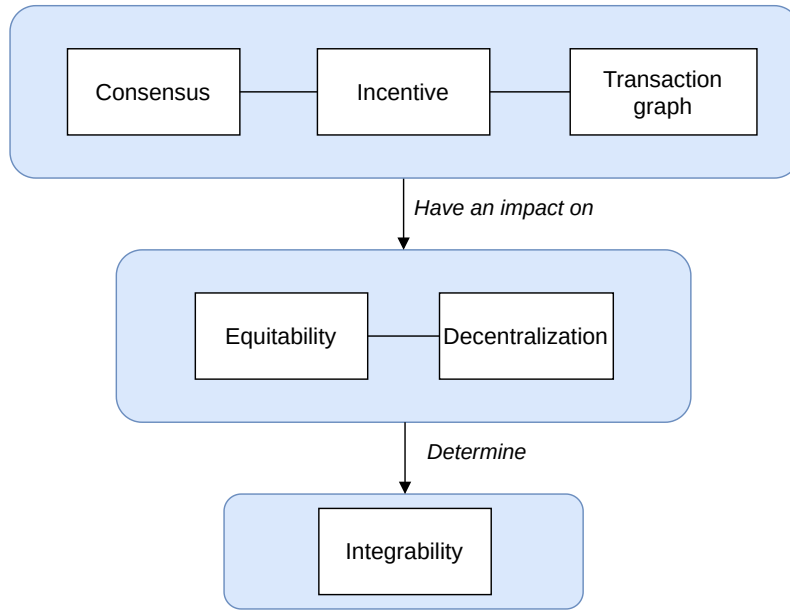 Consensus
Incentive
Transaction
graph
Have an impact on
Equitability
Decentralization
Determine
Integrability